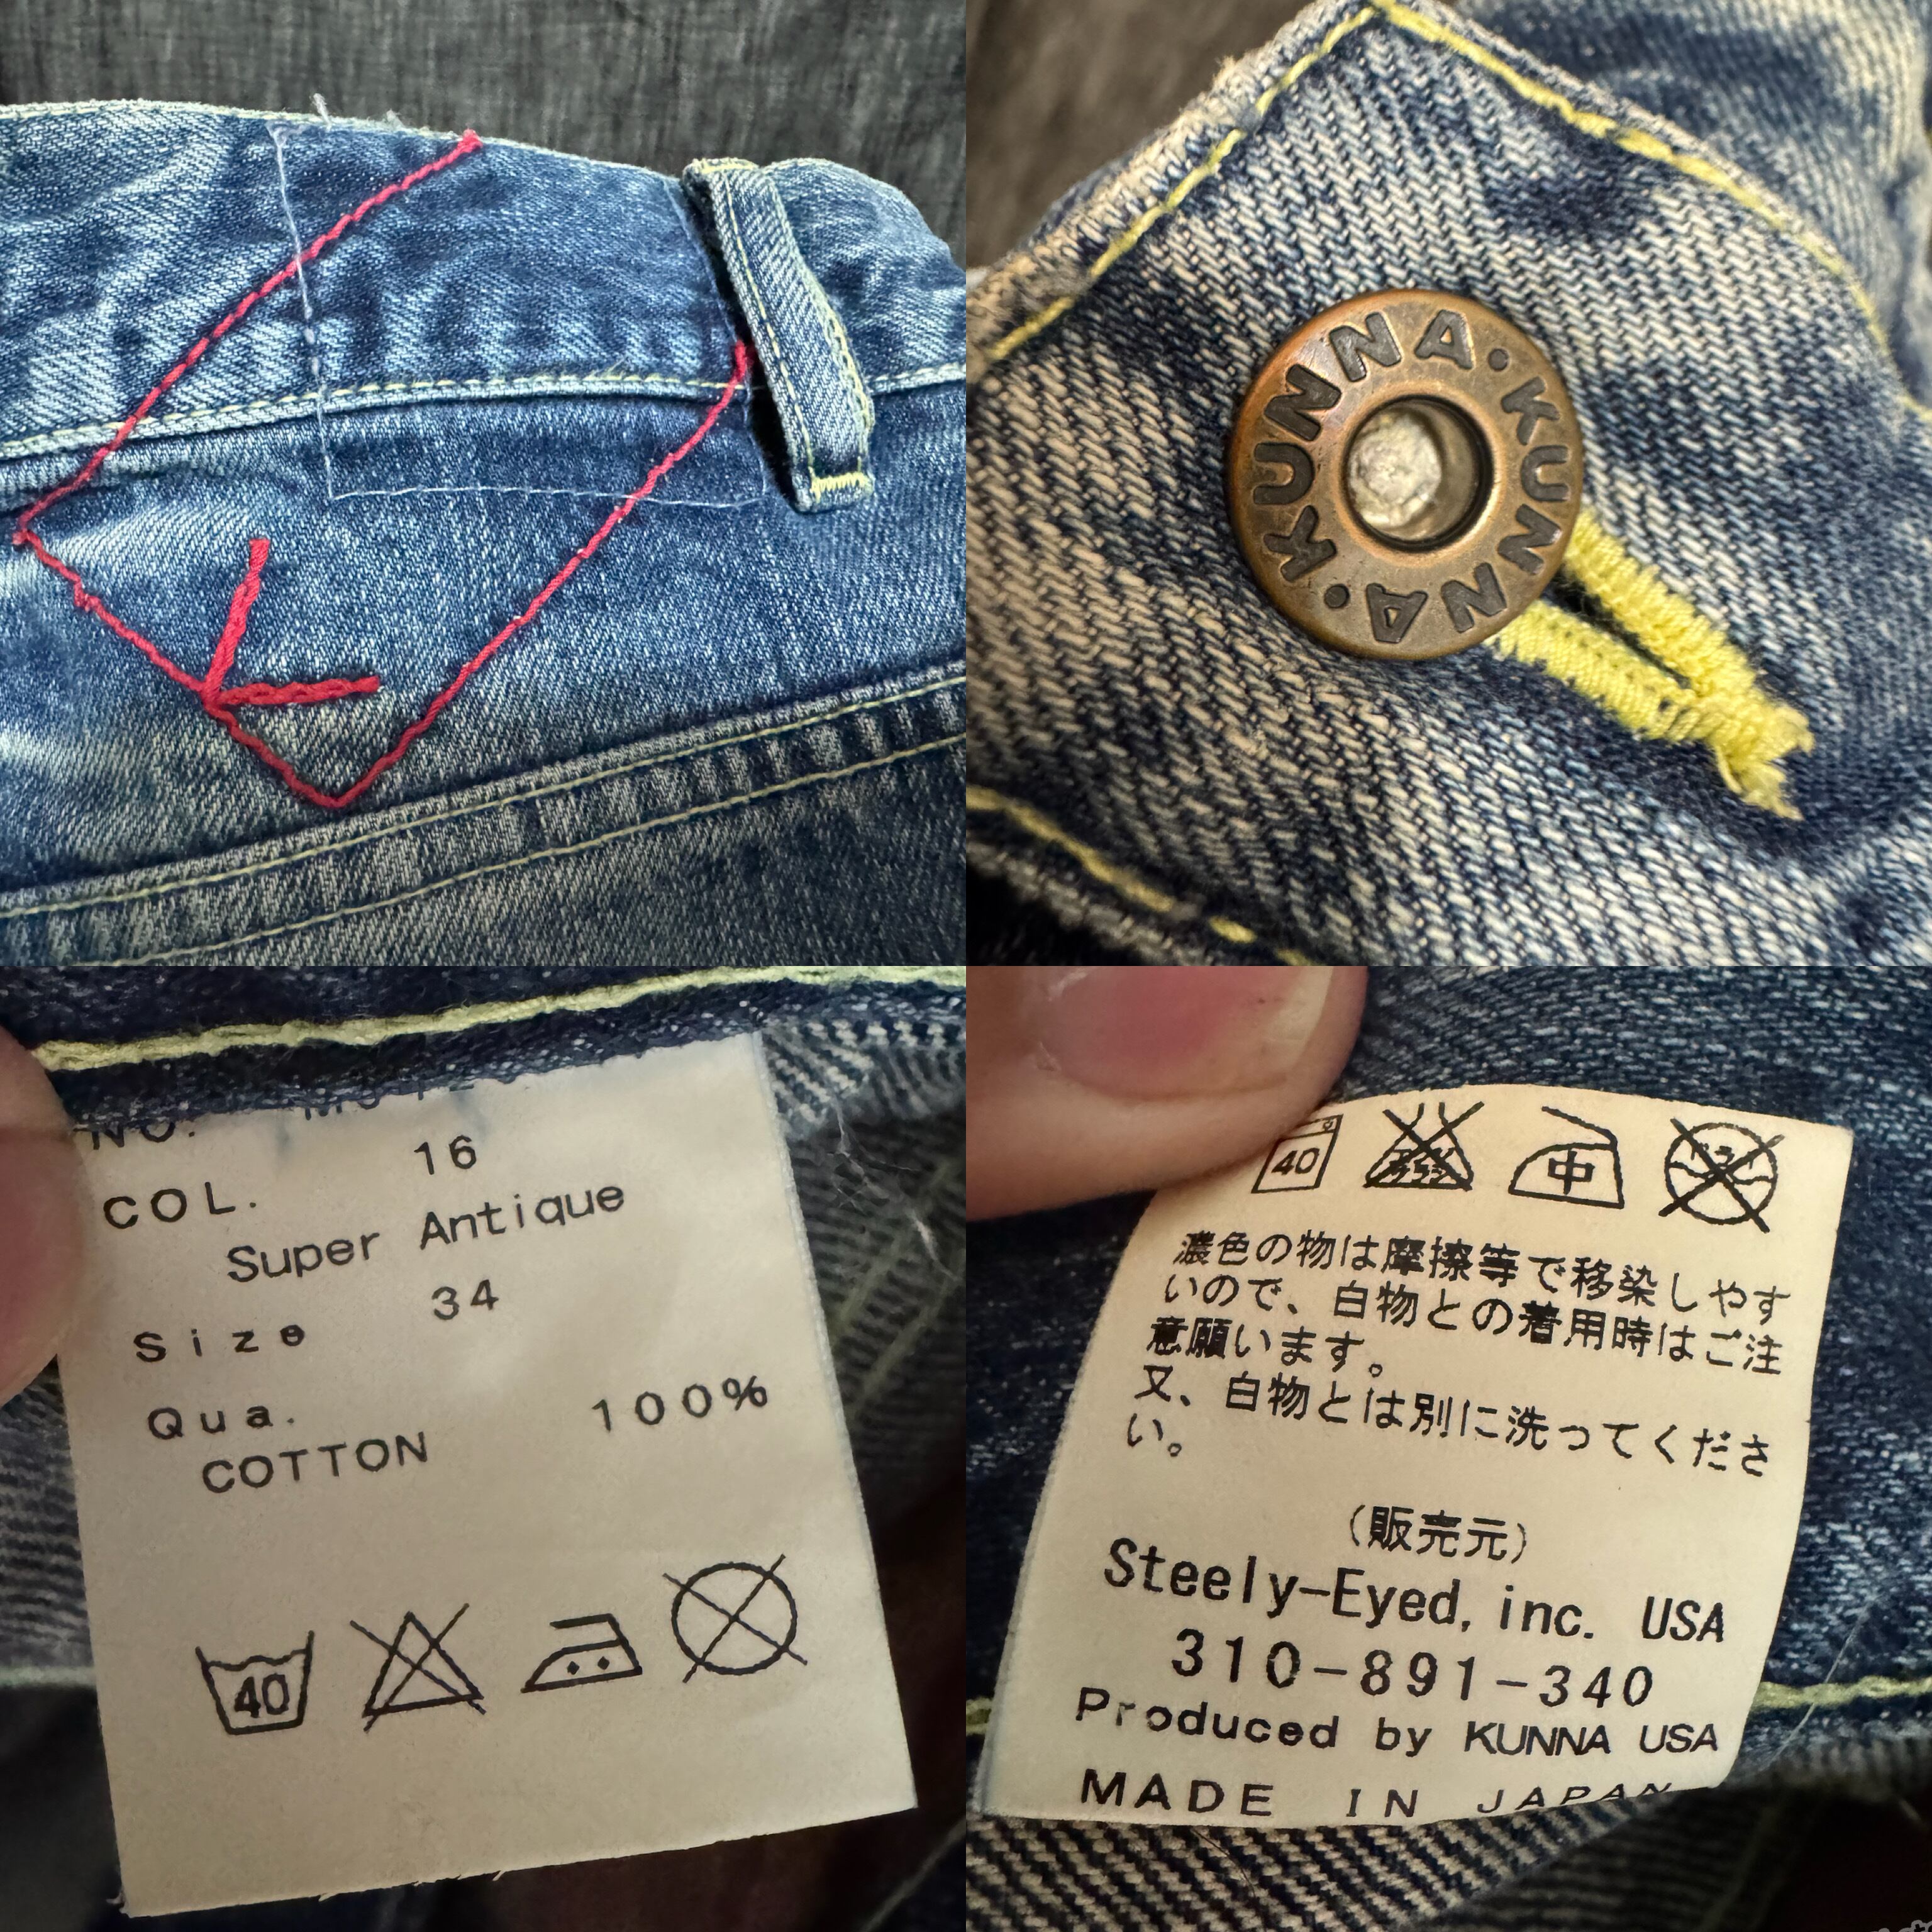 KUNNA・KUNNA・
NO.
16
COL.
Super Antique
34
Size
Qua.
100%
COTTON
40
40
中
濃色の物は摩擦等で移染しやす
いので、白物との着用時はご注
意願います。
又、白物とは別に洗ってくださ
い。
(販売元)
Steely-Eyed, inc. USA
310-891-340
Produced by KUNNA USA
MADE IN JAPAN